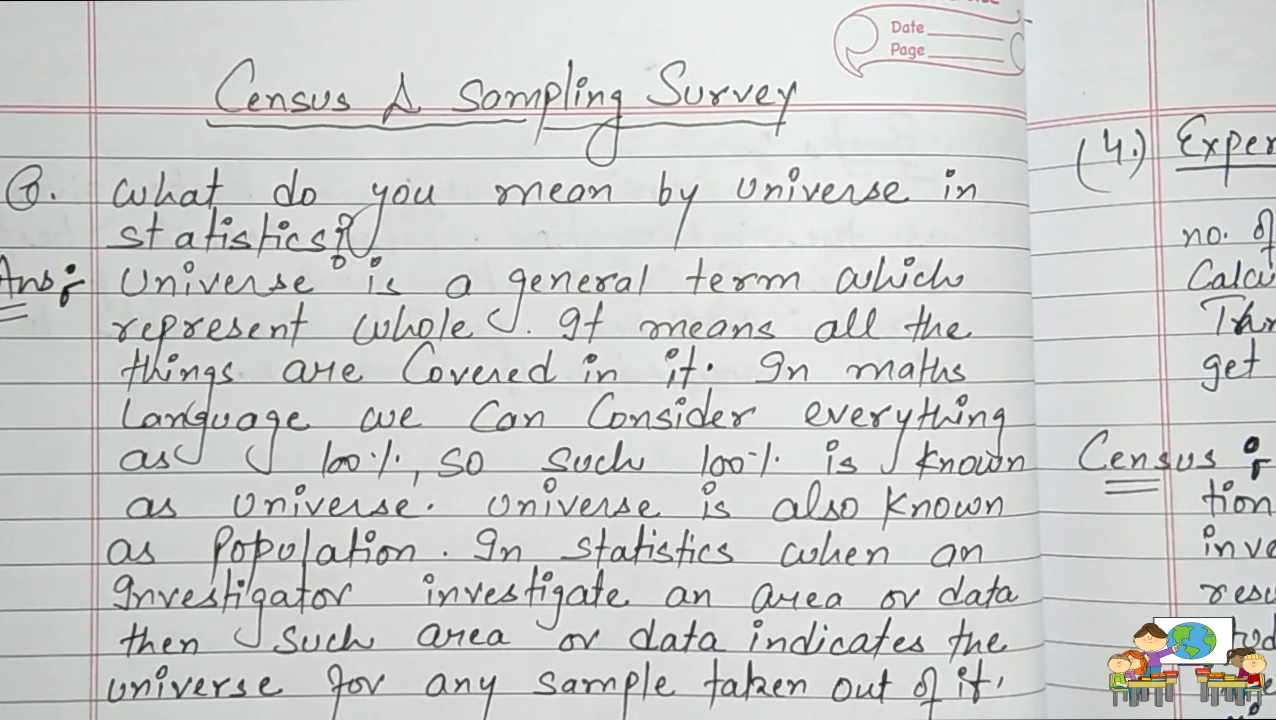 Date
Page
Census & Sampling Survey
Q. What do you mean by Universe in
statistics?
Ans: Universe is a general term which
represent whole. It means all the
things are Covered in it. In maths
Language we Can Consider everything
as 100%, so such 100% is known
as Universe. Universe is also known
as Population. In statistics when an
Investigator investigate an area or data
then such area or data indicates the
universe for any sample taken out of it.
(4.) Exper
no. of
Calcu
Thr
get
Census :
tion
inve
resu